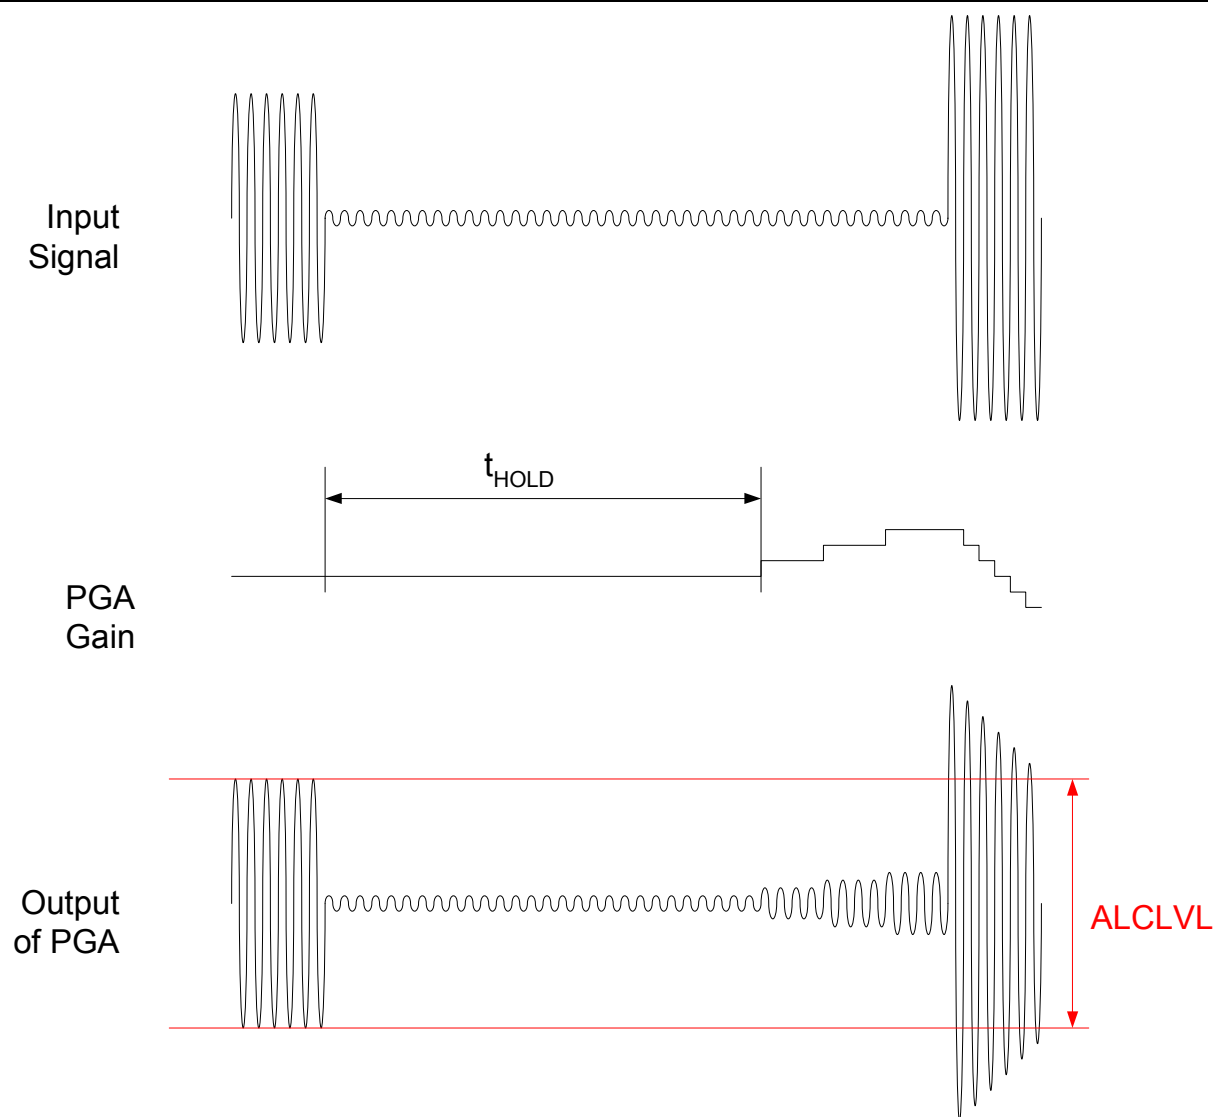 Input
Signal
tHOLD
PGA
Gain
Output
of PGA
ALCLVL